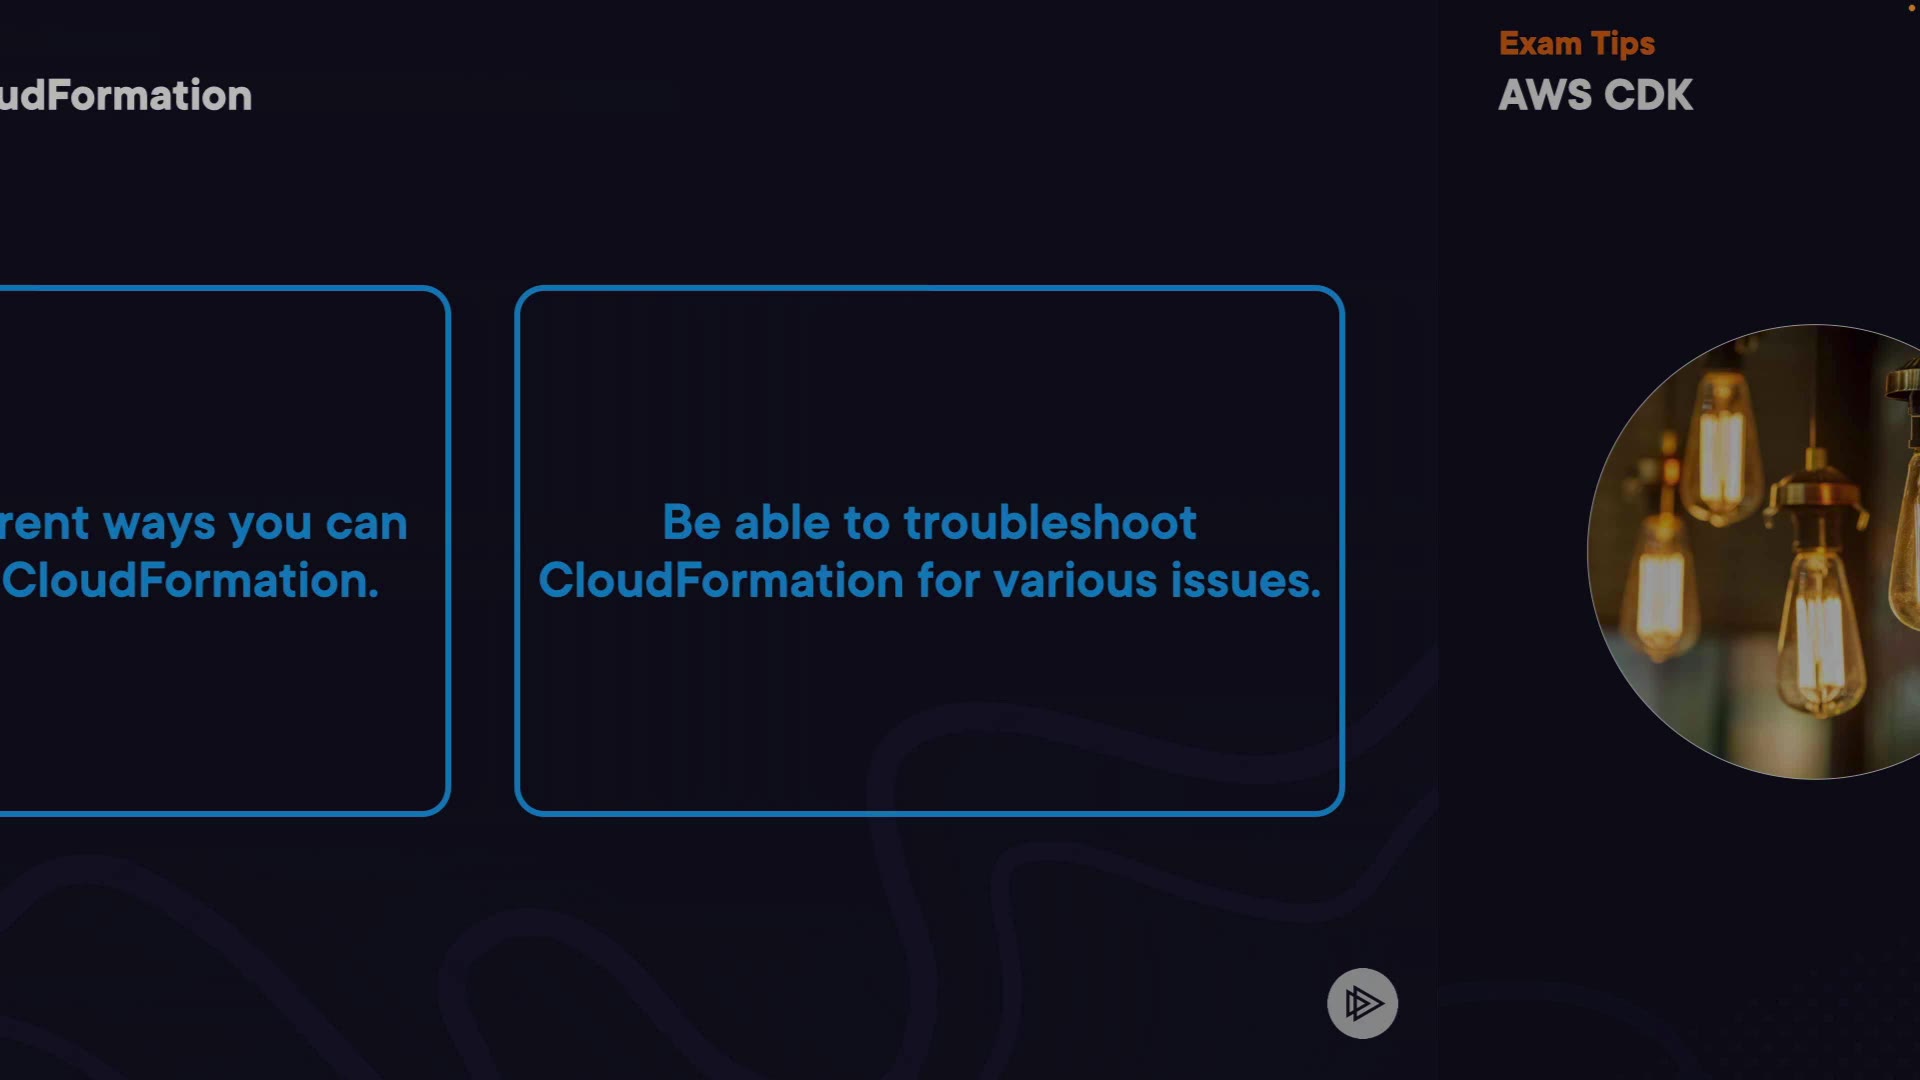 udFormation
rent ways you can
CloudFormation.
Be able to troubleshoot
CloudFormation for various issues.
Exam Tips
AWS CDK